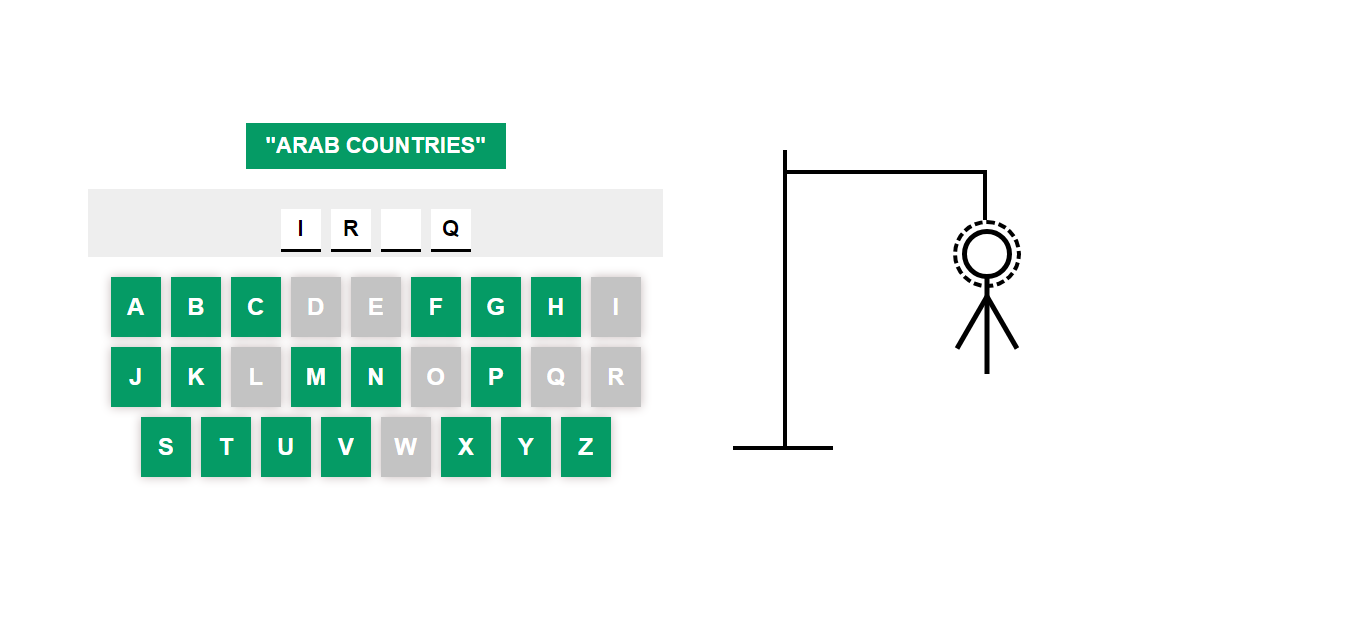 "ARAB COUNTRIES"
I R Q
A B C D E F G H I
J K L M N O P Q R
S T U V W X Y Z